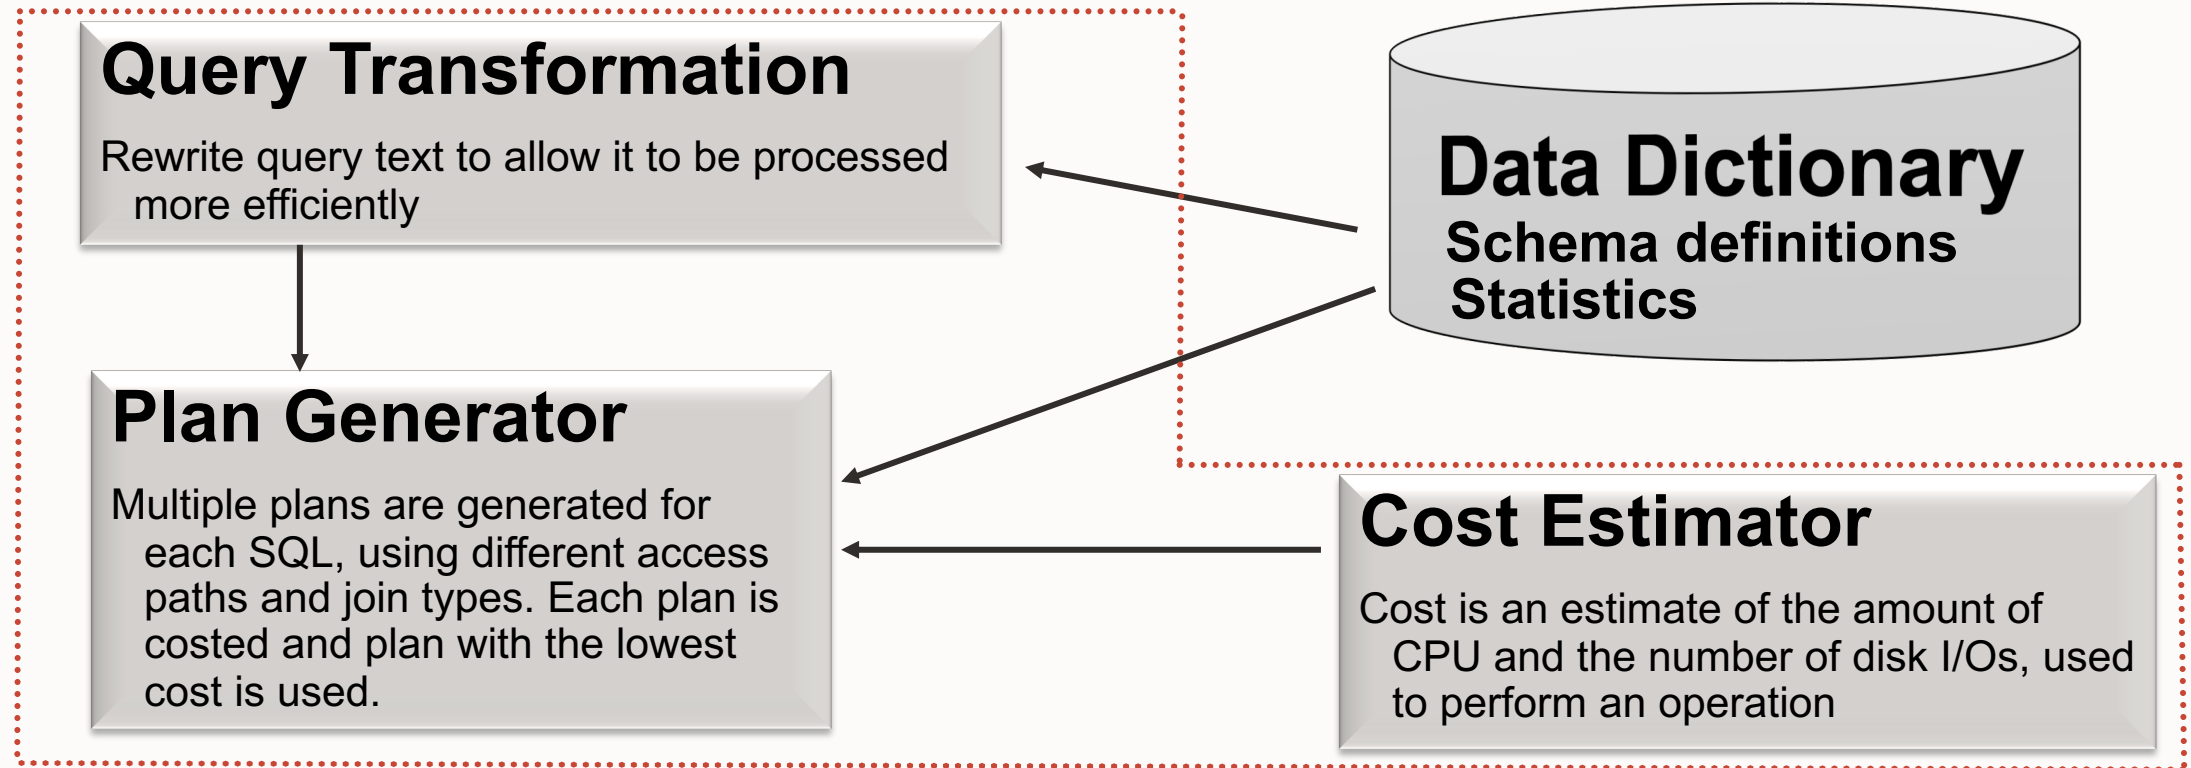 Query Transformation
Rewrite query text to allow it to be processed
more efficiently
Data Dictionary
Schema definitions
Statistics
Plan Generator
Multiple plans are generated for
each SQL, using different access
paths and join types. Each plan is
costed and plan with the lowest
cost is used.
Cost Estimator
Cost is an estimate of the amount of
CPU and the number of disk I/Os, used
to perform an operation